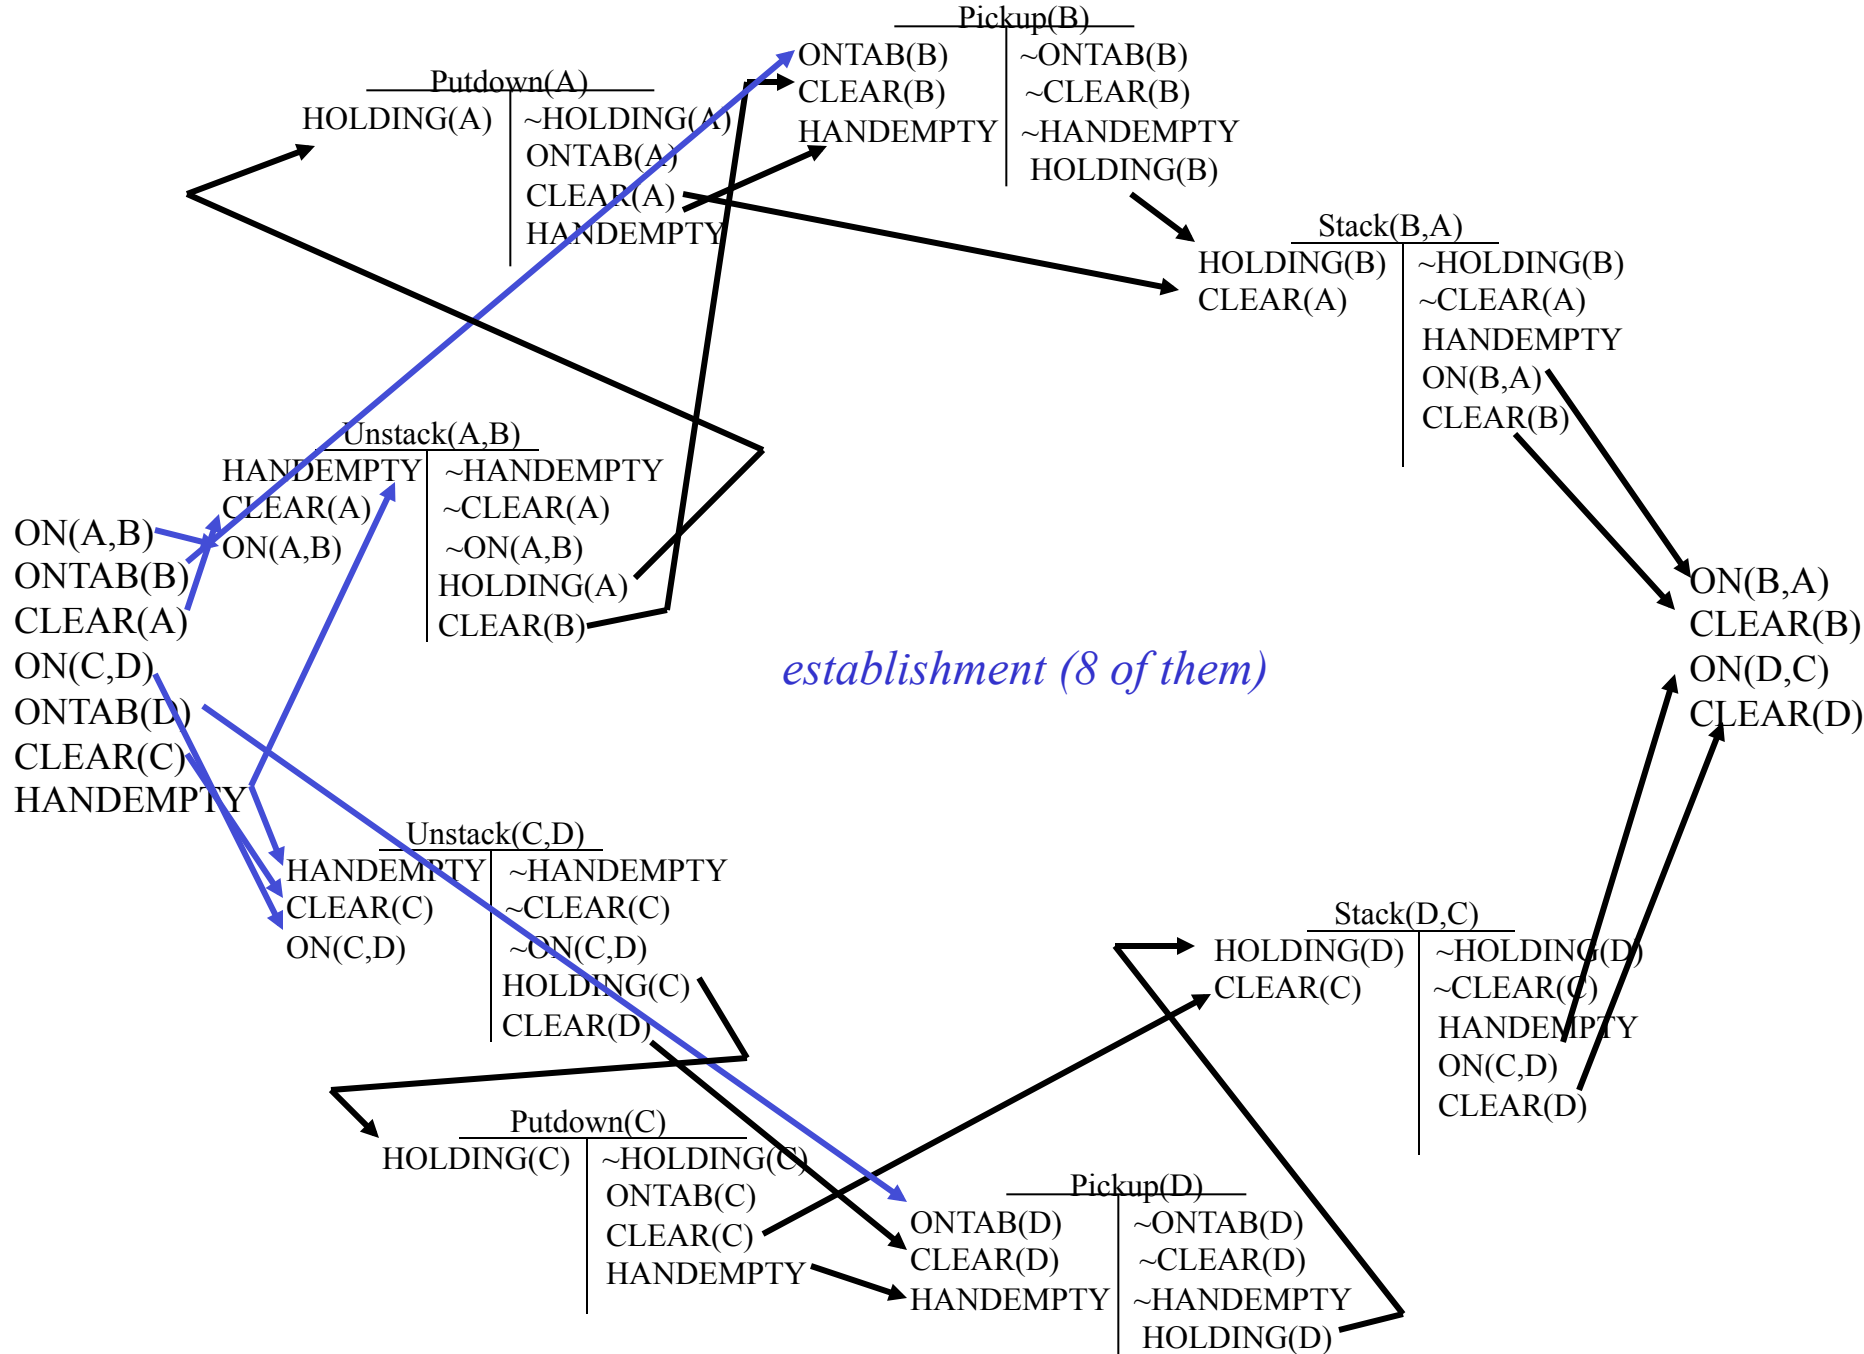 Pickup(B)
ONTAB(B) ~ONTAB(B)
CLEAR(B) ~CLEAR(B)
HANDEMPTY ~HANDEMPTY
HOLDING(B)
Putdown(A)
HOLDING(A) ~HOLDING(A)
ONTAB(A)
CLEAR(A)
HANDEMPTY
Stack(B,A)
HOLDING(B) ~HOLDING(B)
CLEAR(A) ~CLEAR(A)
HANDEMPTY
ON(B,A)
CLEAR(B)
Unstack(A,B)
HANDEMPTY ~HANDEMPTY
CLEAR(A) ~CLEAR(A)
ON(A,B) ~ON(A,B)
HOLDING(A)
CLEAR(B)
ON(A,B)
ONTAB(B)
CLEAR(A)
ON(C,D)
ONTAB(D)
CLEAR(C)
HANDEMPTY
establishment (8 of them)
ON(B,A)
CLEAR(B)
ON(D,C)
CLEAR(D)
Unstack(C,D)
HANDEMPTY ~HANDEMPTY
CLEAR(C) ~CLEAR(C)
ON(C,D) ~ON(C,D)
HOLDING(C)
CLEAR(D)
Stack(D,C)
HOLDING(D) ~HOLDING(D)
CLEAR(C) ~CLEAR(C)
HANDEMPTY
ON(C,D)
CLEAR(D)
Putdown(C)
HOLDING(C) ~HOLDING(C)
ONTAB(C)
CLEAR(C)
HANDEMPTY
Pickup(D)
ONTAB(D) ~ONTAB(D)
CLEAR(D) ~CLEAR(D)
HANDEMPTY ~HANDEMPTY
HOLDING(D)